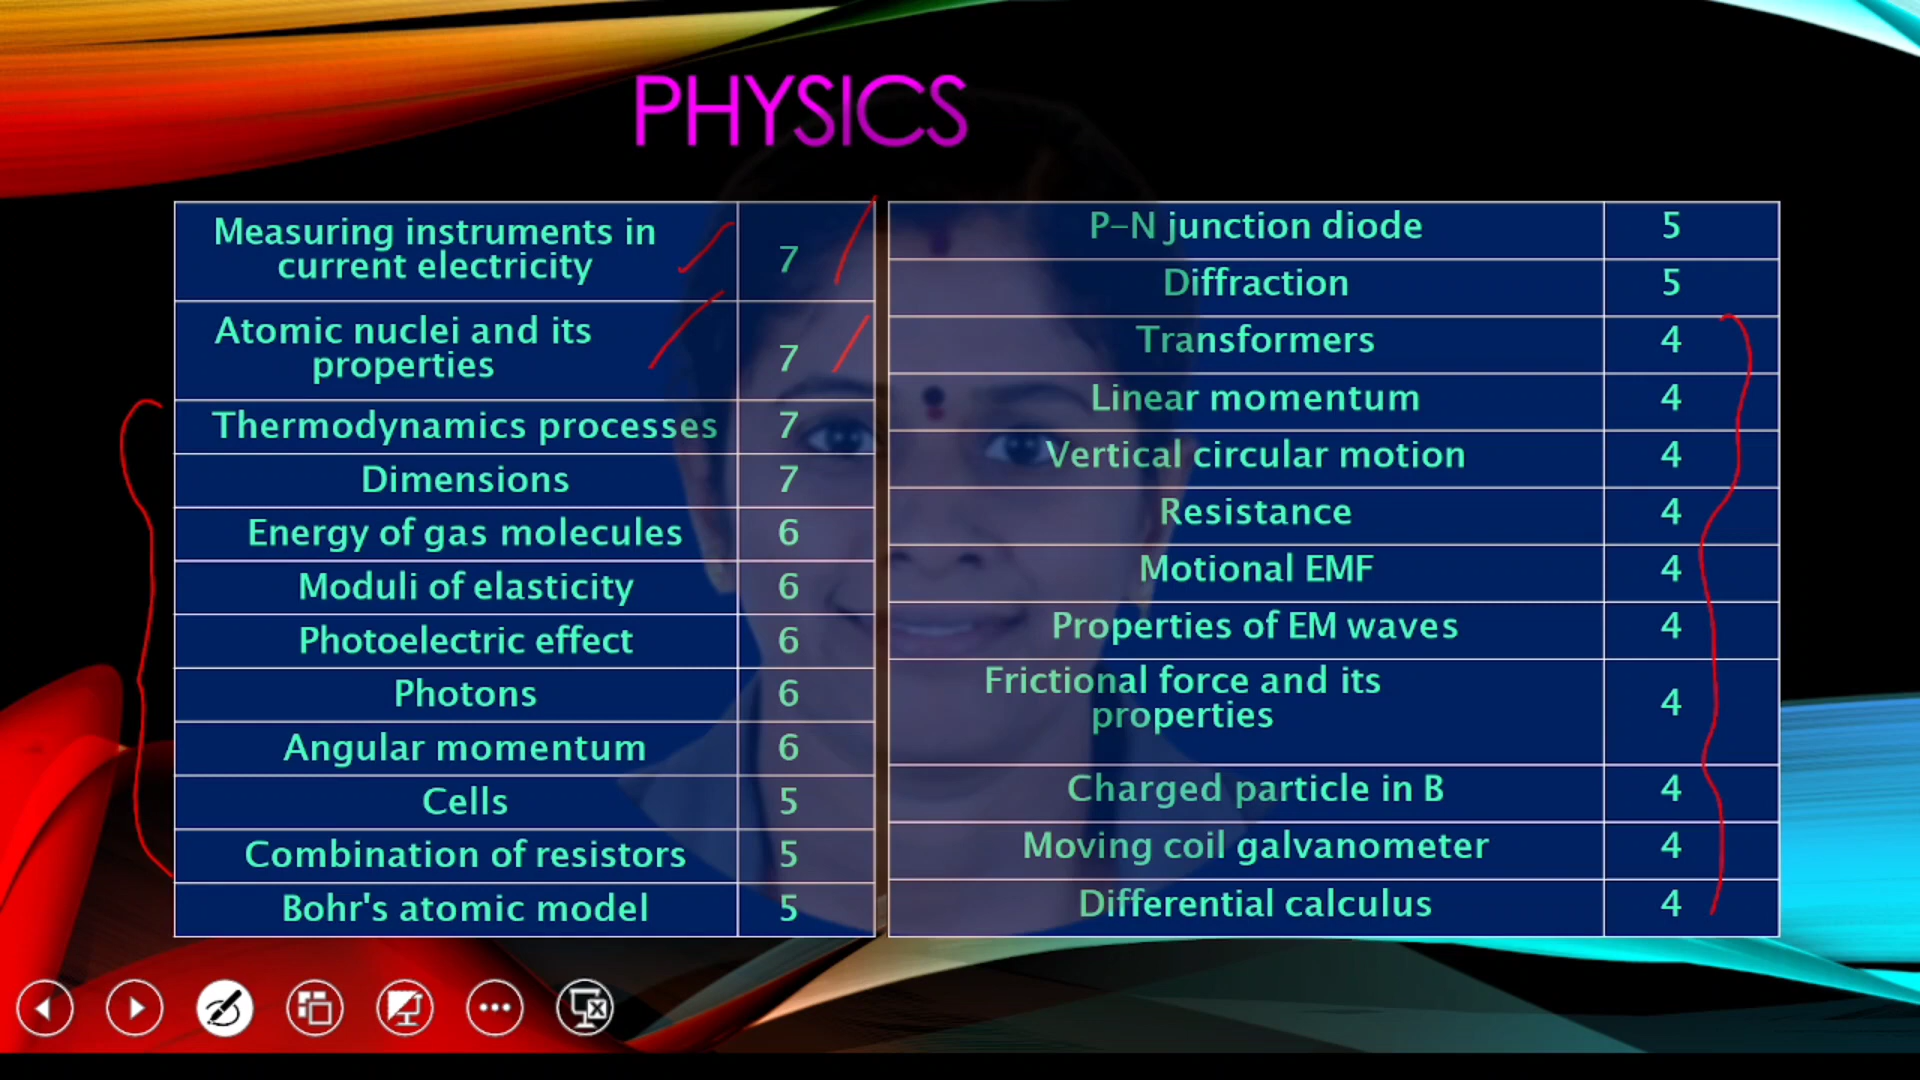 PHYSICS
Measuring instruments in
current electricity
7
Atomic nuclei and its
properties
7
Thermodynamics processes 7
Dimensions 7
Energy of gas molecules 6
Moduli of elasticity 6
Photoelectric effect 6
Photons 6
Angular momentum 6
Cells 5
Combination of resistors 5
Bohr's atomic model 5
P-N junction diode 5
Diffraction 5
Transformers 4
Linear momentum 4
Vertical circular motion 4
Resistance 4
Motional EMF 4
Properties of EM waves 4
Frictional force and its
properties
4
Charged particle in B 4
Moving coil galvanometer 4
Differential calculus 4